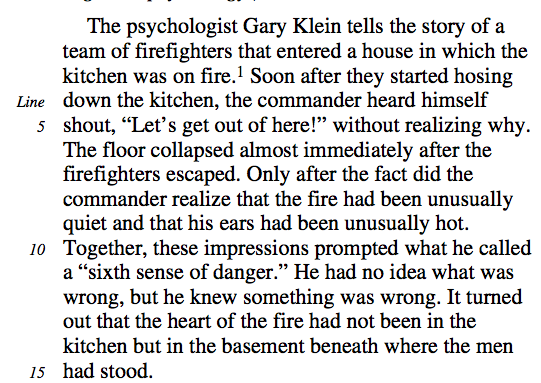 The psychologist Gary Klein tells the story of a
team of firefighters that entered a house in which the
kitchen was on fire.¹ Soon after they started hosing
Line down the kitchen, the commander heard himself
5 shout, “Let’s get out of here!” without realizing why.
The floor collapsed almost immediately after the
firefighters escaped. Only after the fact did the
commander realize that the fire had been unusually
quiet and that his ears had been unusually hot.
10 Together, these impressions prompted what he called
a “sixth sense of danger.” He had no idea what was
wrong, but he knew something was wrong. It turned
out that the heart of the fire had not been in the
kitchen but in the basement beneath where the men
15 had stood.